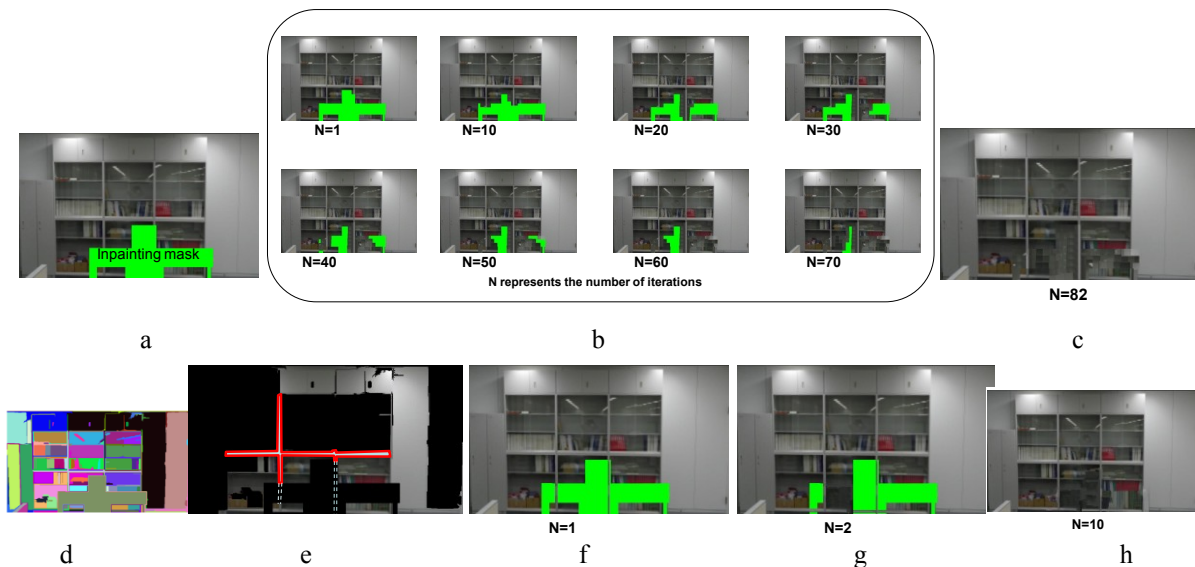 N=1
N=10
N=20
N=30
Inpainting mask
N=40
N=50
N=60
N=70
N represents the number of iterations
N=82
a
b
c
N=1
N=2
N=10
d
e
f
g
h